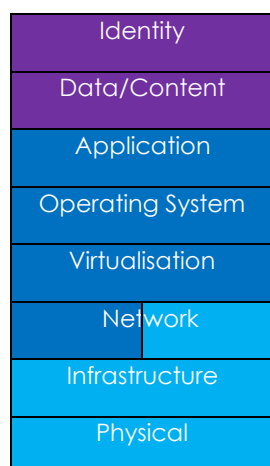 Identity
Data/Content
Application
Operating System
Virtualisation
Network
Infrastructure
Physical